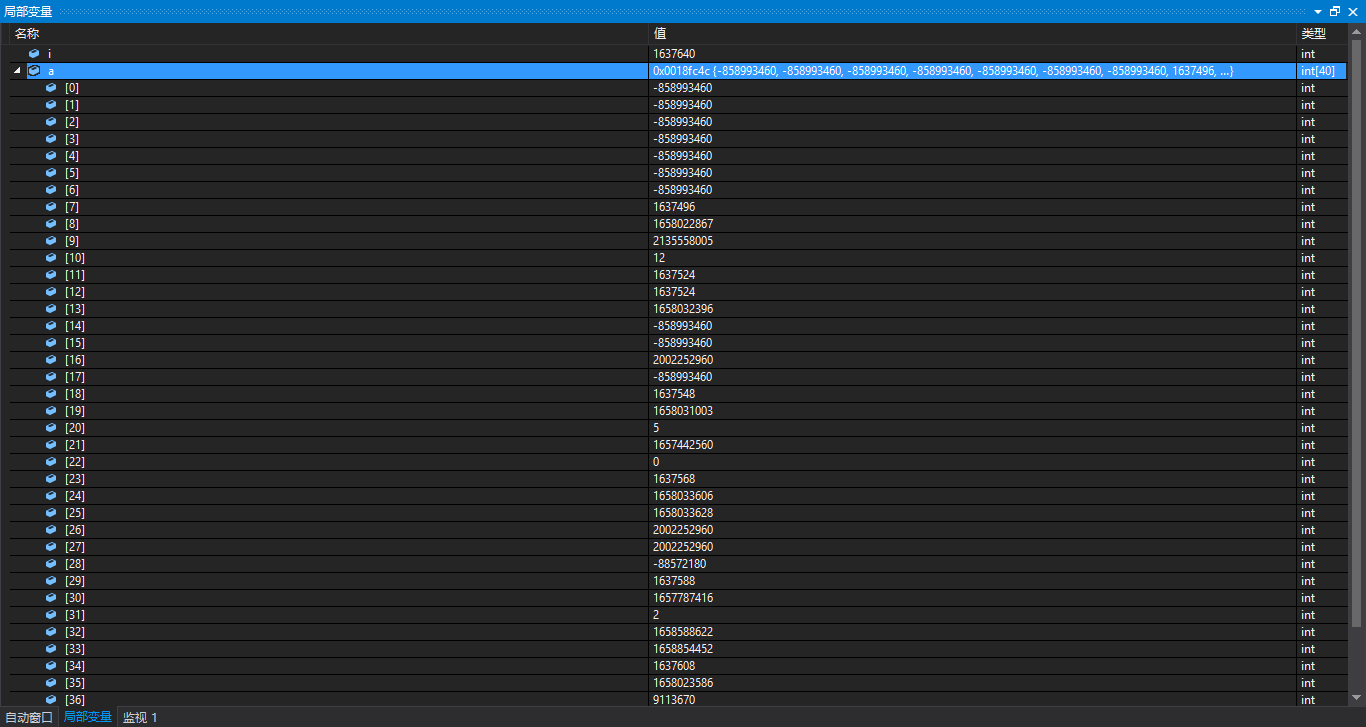 局部变量
名称 值 类型
i 1637640 int
a 0x0018fc4c {-858993460, -858993460, -858993460, -858993460, -858993460, -858993460, -858993460, 1637496, ...} int[40]
[0] -858993460 int
[1] -858993460 int
[2] -858993460 int
[3] -858993460 int
[4] -858993460 int
[5] -858993460 int
[6] -858993460 int
[7] 1637496 int
[8] 1658022867 int
[9] 2135558005 int
[10] 12 int
[11] 1637524 int
[12] 1637524 int
[13] 1658032396 int
[14] -858993460 int
[15] -858993460 int
[16] 2002252960 int
[17] -858993460 int
[18] 1637548 int
[19] 1658031003 int
[20] 5 int
[21] 1657442560 int
[22] 0 int
[23] 1637568 int
[24] 1658033606 int
[25] 1658033628 int
[26] 2002252960 int
[27] 2002252960 int
[28] -88572180 int
[29] 1637588 int
[30] 1657787416 int
[31] 2 int
[32] 1658588622 int
[33] 1658854452 int
[34] 1637608 int
[35] 1658023586 int
[36] 9113670 int
自动窗口 局部变量 监视 1